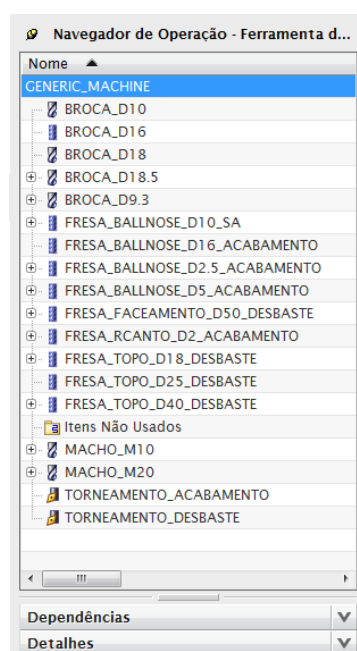 Navegador de Operação - Ferramenta d...
Nome
GENERIC_MACHINE
BROCA_D10
BROCA_D16
BROCA_D18
BROCA_D18.5
BROCA_D9.3
FRESA_BALLNOSE_D10_SA
FRESA_BALLNOSE_D16_ACABAMENTO
FRESA_BALLNOSE_D2.5_ACABAMENTO
FRESA_BALLNOSE_D5_ACABAMENTO
FRESA_FACEAMENTO_D50_DESBASTE
FRESA_RCANTO_D2_ACABAMENTO
FRESA_TOPO_D18_DESBASTE
FRESA_TOPO_D25_DESBASTE
FRESA_TOPO_D40_DESBASTE
Itens Não Usados
MACHO_M10
MACHO_M20
TORNEAMENTO_ACABAMENTO
TORNEAMENTO_DESBASTE
Dependências
Detalhes